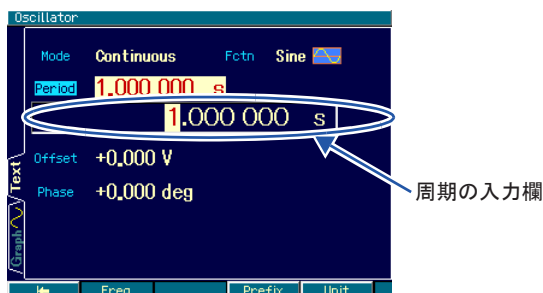 Oscillator
Mode Continuous Fctn Sine
Period 1.000 000 s
1.000 000 s
Offset +0.000 V
Phase +0.000 deg
周期の入力欄
Text
Graph
Freq Prefix Unit